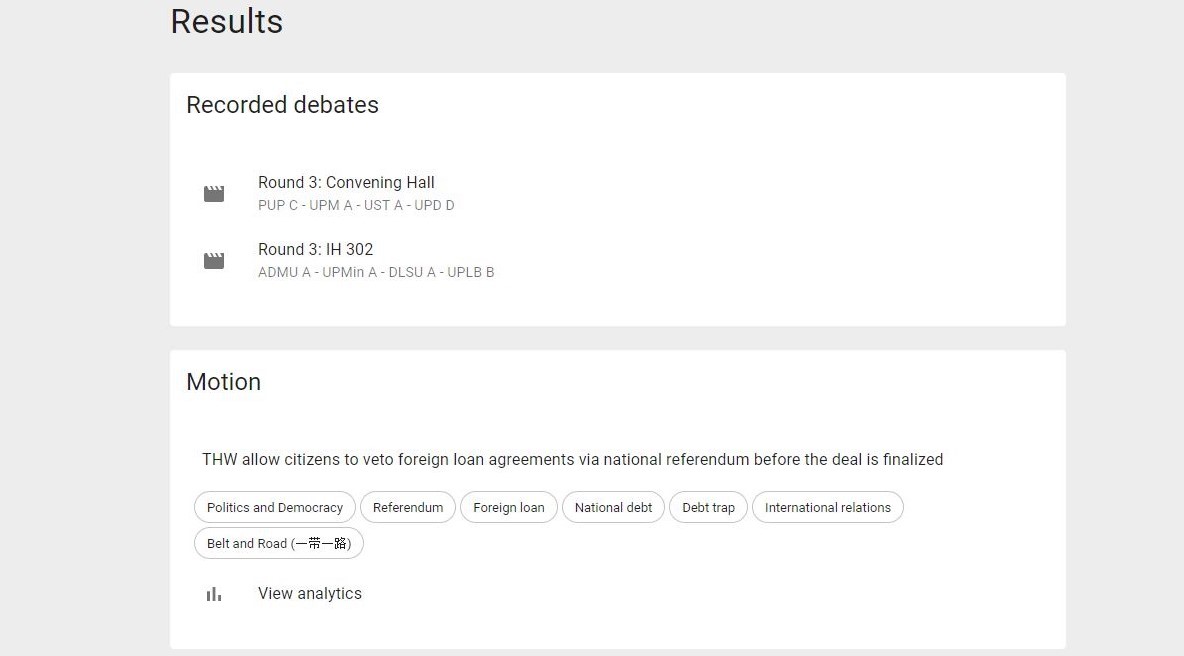 Results
Recorded debates
Round 3: Convening Hall
PUP C - UPM A - UST A - UPD D
Round 3: IH 302
ADMU A - UPMin A - DLSU A - UPLB B
Motion
THW allow citizens to veto foreign loan agreements via national referendum before the deal is finalized
Politics and Democracy Referendum Foreign loan National debt Debt trap International relations
Belt and Road (一帯一路)
View analytics